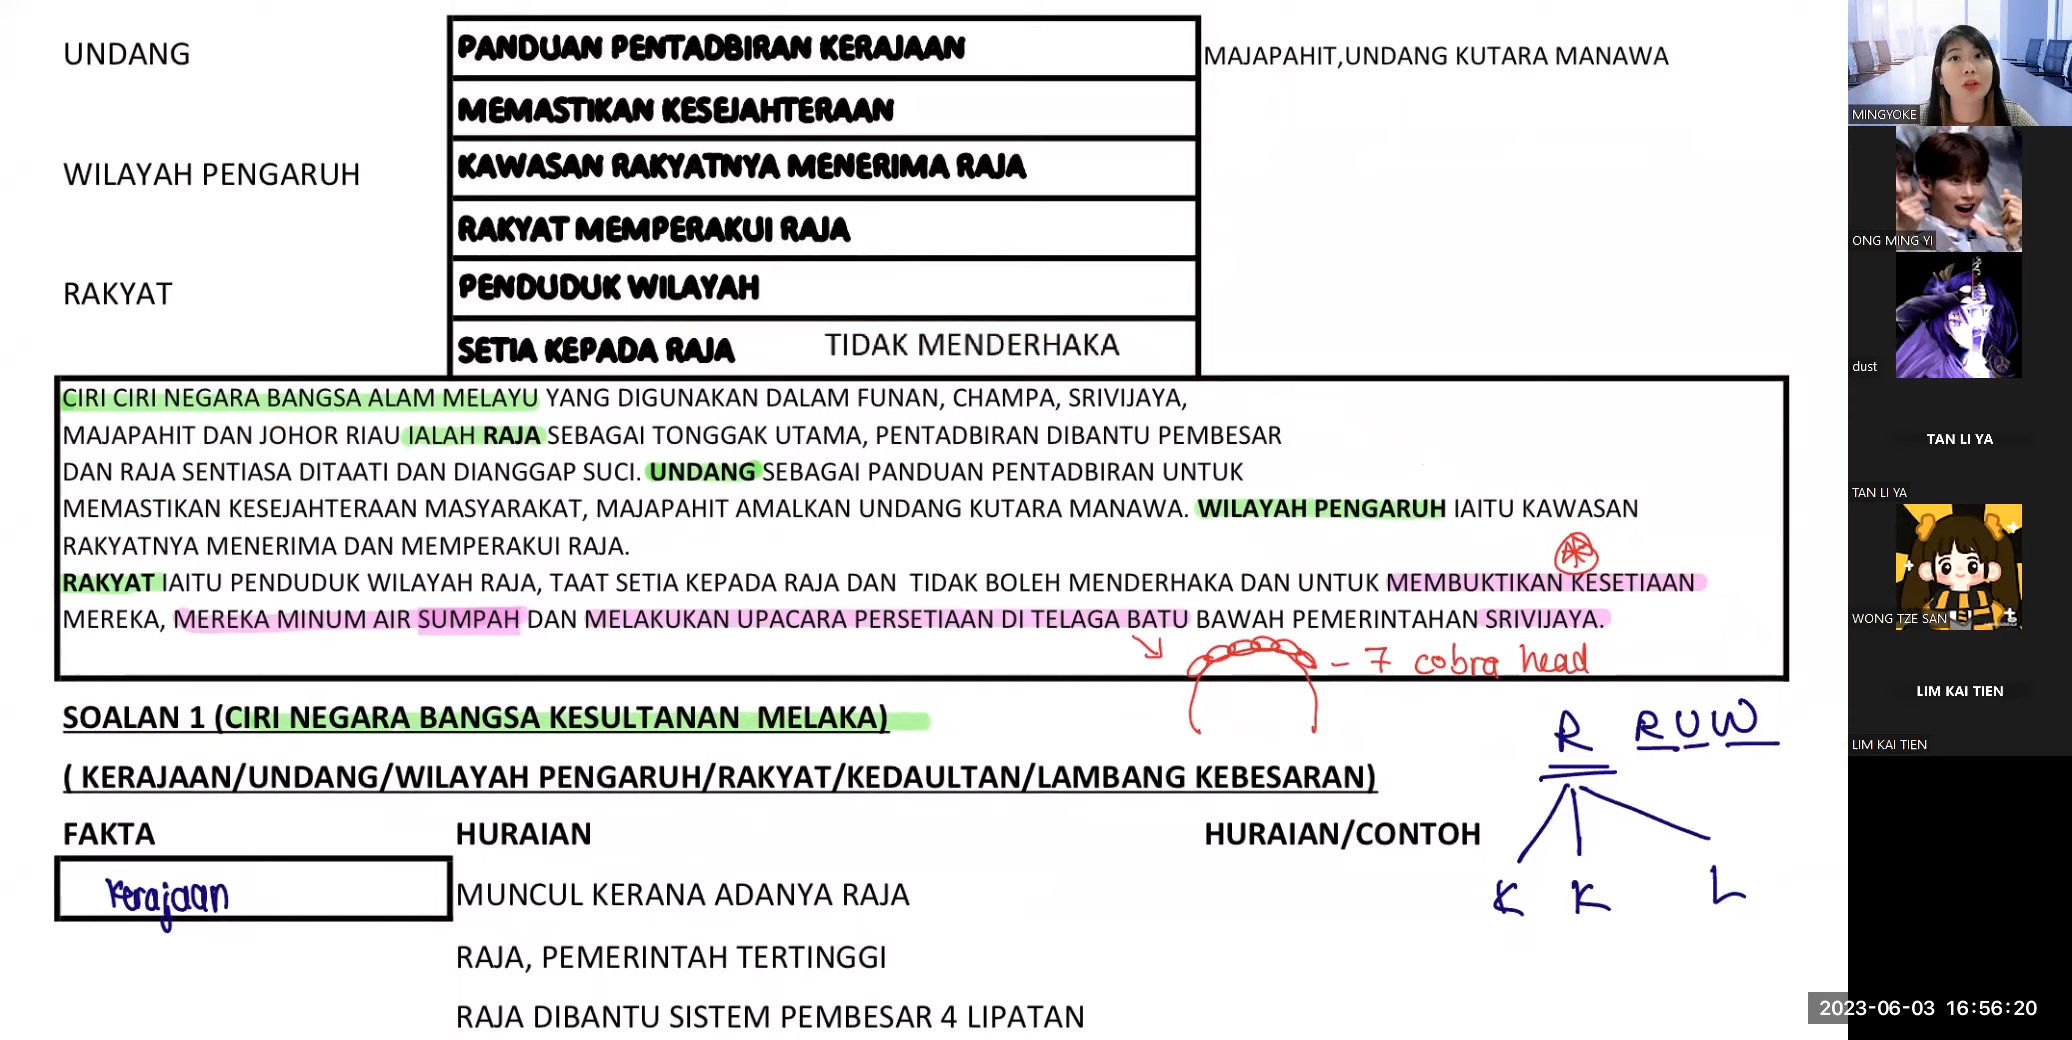 UNDANG
PANDUAN PENTADBIRAN KERAJAAN
MAJAPAHIT,UNDANG KUTARA MANAWA
MEMASTIKAN KESEJAHTERAAN
WILAYAH PENGARUH
KAWASAN RAKYATNYA MENERIMA RAJA
RAKYAT MEMPERAKUI RAJA
RAKYAT
PENDUDUK WILAYAH
SETIA KEPADA RAJA TIDAK MENDERHAKA
CIRI CIRI NEGARA BANGSA ALAM MELAYU YANG DIGUNAKAN DALAM FUNAN, CHAMPA, SRIVIJAYA,
MAJAPAHIT DAN JOHOR RIAU IALAH RAJA SEBAGAI TONGGAK UTAMA, PENTADBIRAN DIBANTU PEMBESAR
DAN RAJA SENTIASA DITAATI DAN DIANGGAP SUCI. UNDANG SEBAGAI PANDUAN PENTADBIRAN UNTUK
MEMASTIKAN KESEJAHTERAAN MASYARAKAT, MAJAPAHIT AMALKAN UNDANG KUTARA MANAWA. WILAYAH PENGARUH IAITU KAWASAN
RAKYATNYA MENERIMA DAN MEMPERAKUI RAJA.
RAKYAT IAITU PENDUDUK WILAYAH RAJA, TAAT SETIA KEPADA RAJA DAN TIDAK BOLEH MENDERHAKA DAN UNTUK MEMBUKTIKAN KESETIAAN
MEREKA, MEREKA MINUM AIR SUMPAH DAN MELAKUKAN UPACARA PERSETIAAN DI TELAGA BATU BAWAH PEMERINTAHAN SRIVIJAYA.
- 7 cobra head
SOALAN 1 (CIRI NEGARA BANGSA KESULTANAN MELAKA)
R R U W
( KERAJAAN/UNDANG/WILAYAH PENGARUH/RAKYAT/KEDAULTAN/LAMBANG KEBESARAN)
FAKTA HURAIAN HURAIAN/CONTOH
Kerajaan
MUNCUL KERANA ADANYA RAJA
K K L
RAJA, PEMERINTAH TERTINGGI
RAJA DIBANTU SISTEM PEMBESAR 4 LIPATAN
MINGYOKE
ONG MING YI
dust
TAN LI YA
TAN LI YA
WONG TZE SAN
LIM KAI TIEN
LIM KAI TIEN
2023-06-03 16:56:20